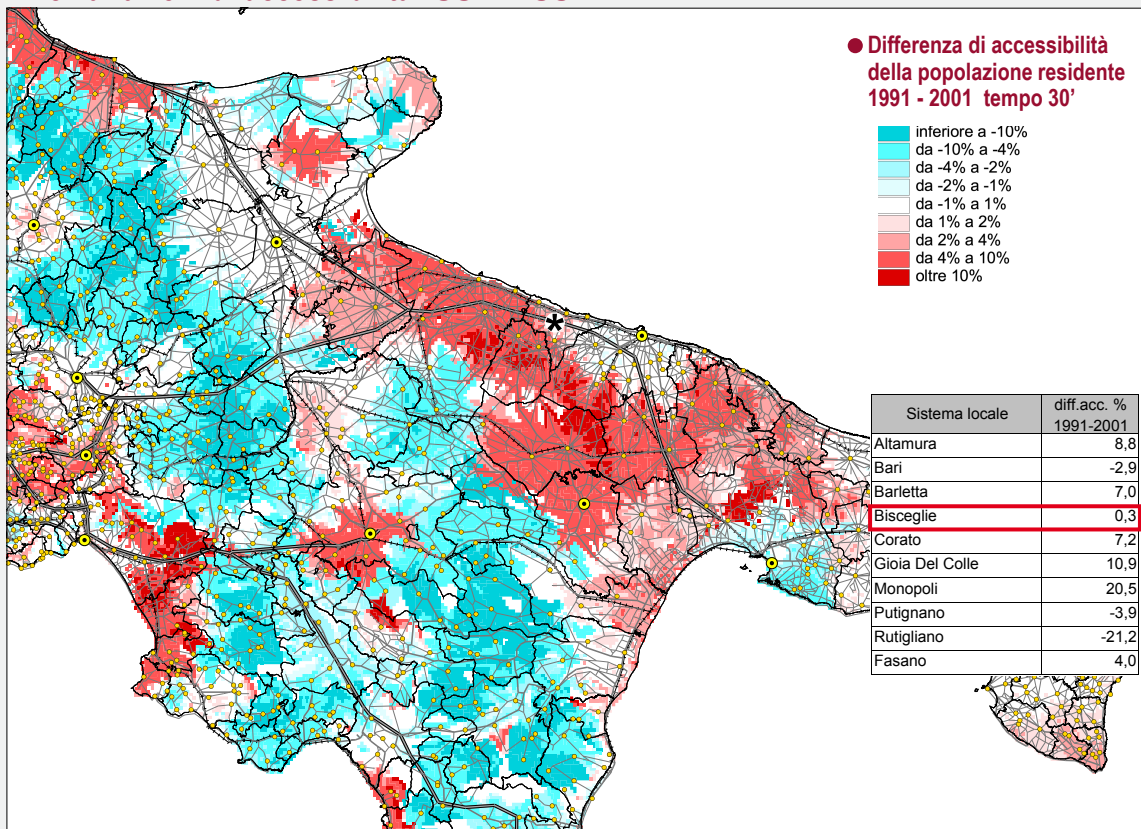 Differenza di accessibilità
della popolazione residente
1991 - 2001 tempo 30'
inferiore a -10%
da -10% a -4%
da -4% a -2%
da -2% a -1%
da -1% a 1%
da 1% a 2%
da 2% a 4%
da 4% a 10%
oltre 10%
*
Sistema locale diff.acc. % 1991-2001
Altamura 8,8
Bari -2,9
Barletta 7,0
Bisceglie 0,3
Corato 7,2
Gioia Del Colle 10,9
Monopoli 20,5
Putignano -3,9
Rutigliano -21,2
Fasano 4,0